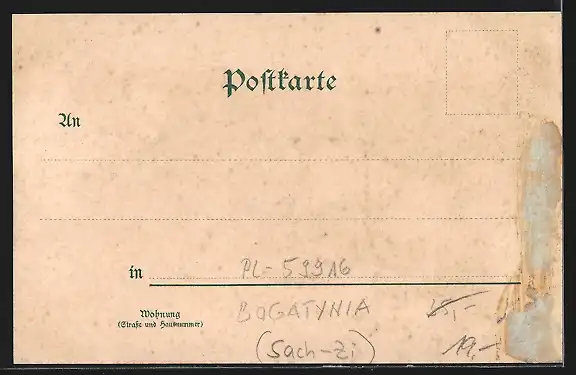 Postkarte
An
in PL-59916
Wohnung
(Straße und Hausnummer)
BOGATYNIA
(Sach-Zi)
15,-
19,-